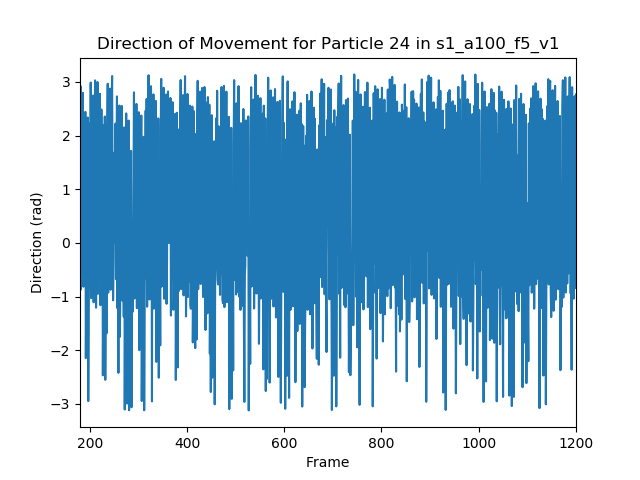 Direction of Movement for Particle 24 in s1_a100_f5_v1
3
2
1
0
−1
−2
−3
Direction (rad)
200 400 600 800 1000 1200
Frame